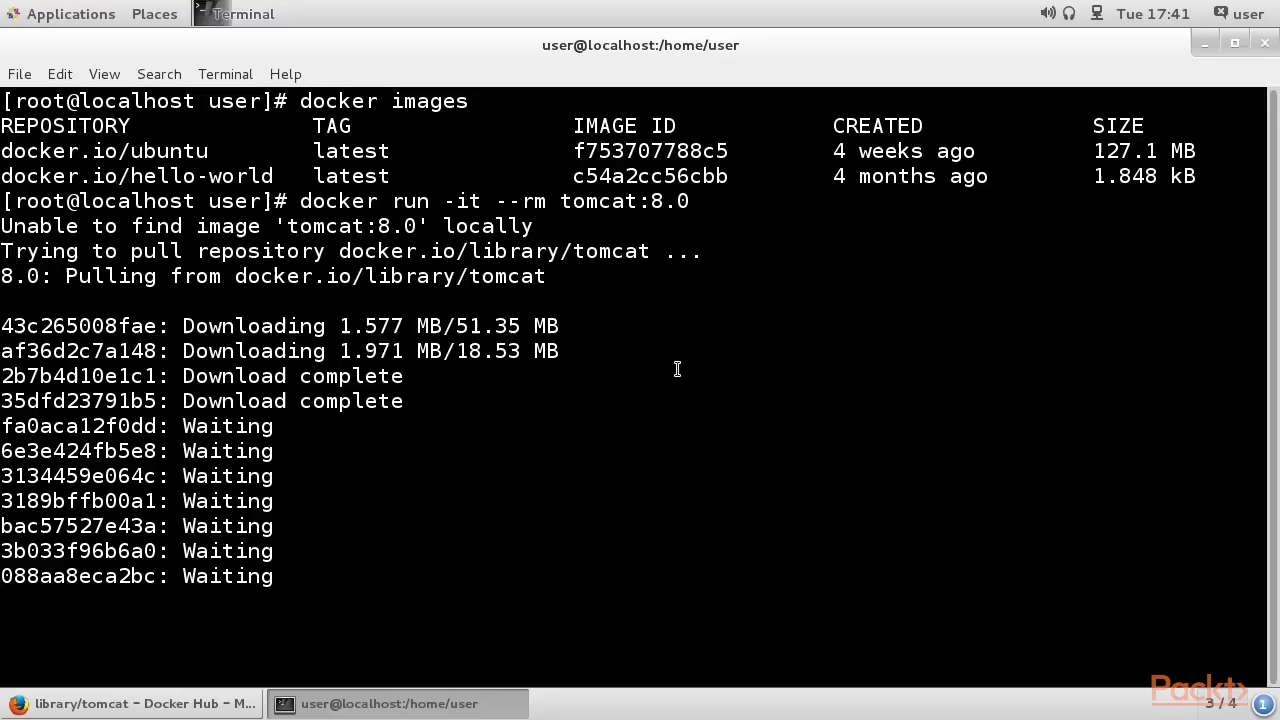 Applications Places Terminal Tue 17:41 user
user@localhost:/home/user
File Edit View Search Terminal Help
[root@localhost user]# docker images
REPOSITORY TAG IMAGE ID CREATED SIZE
docker.io/ubuntu latest f753707788c5 4 weeks ago 127.1 MB
docker.io/hello-world latest c54a2cc56cbb 4 months ago 1.848 kB
[root@localhost user]# docker run -it --rm tomcat:8.0
Unable to find image 'tomcat:8.0' locally
Trying to pull repository docker.io/library/tomcat ...
8.0: Pulling from docker.io/library/tomcat
43c265008fae: Downloading 1.577 MB/51.35 MB
af36d2c7a148: Downloading 1.971 MB/18.53 MB
2b7b4d10e1c1: Download complete
35dfd23791b5: Download complete
fa0aca12f0dd: Waiting
6e3e424fb5e8: Waiting
3134459e064c: Waiting
3189bffb00a1: Waiting
bac57527e43a: Waiting
3b033f96b6a0: Waiting
088aa8eca2bc: Waiting
Packt
library/tomcat - Docker Hub - M... user@localhost:/home/user 3 / 4 1